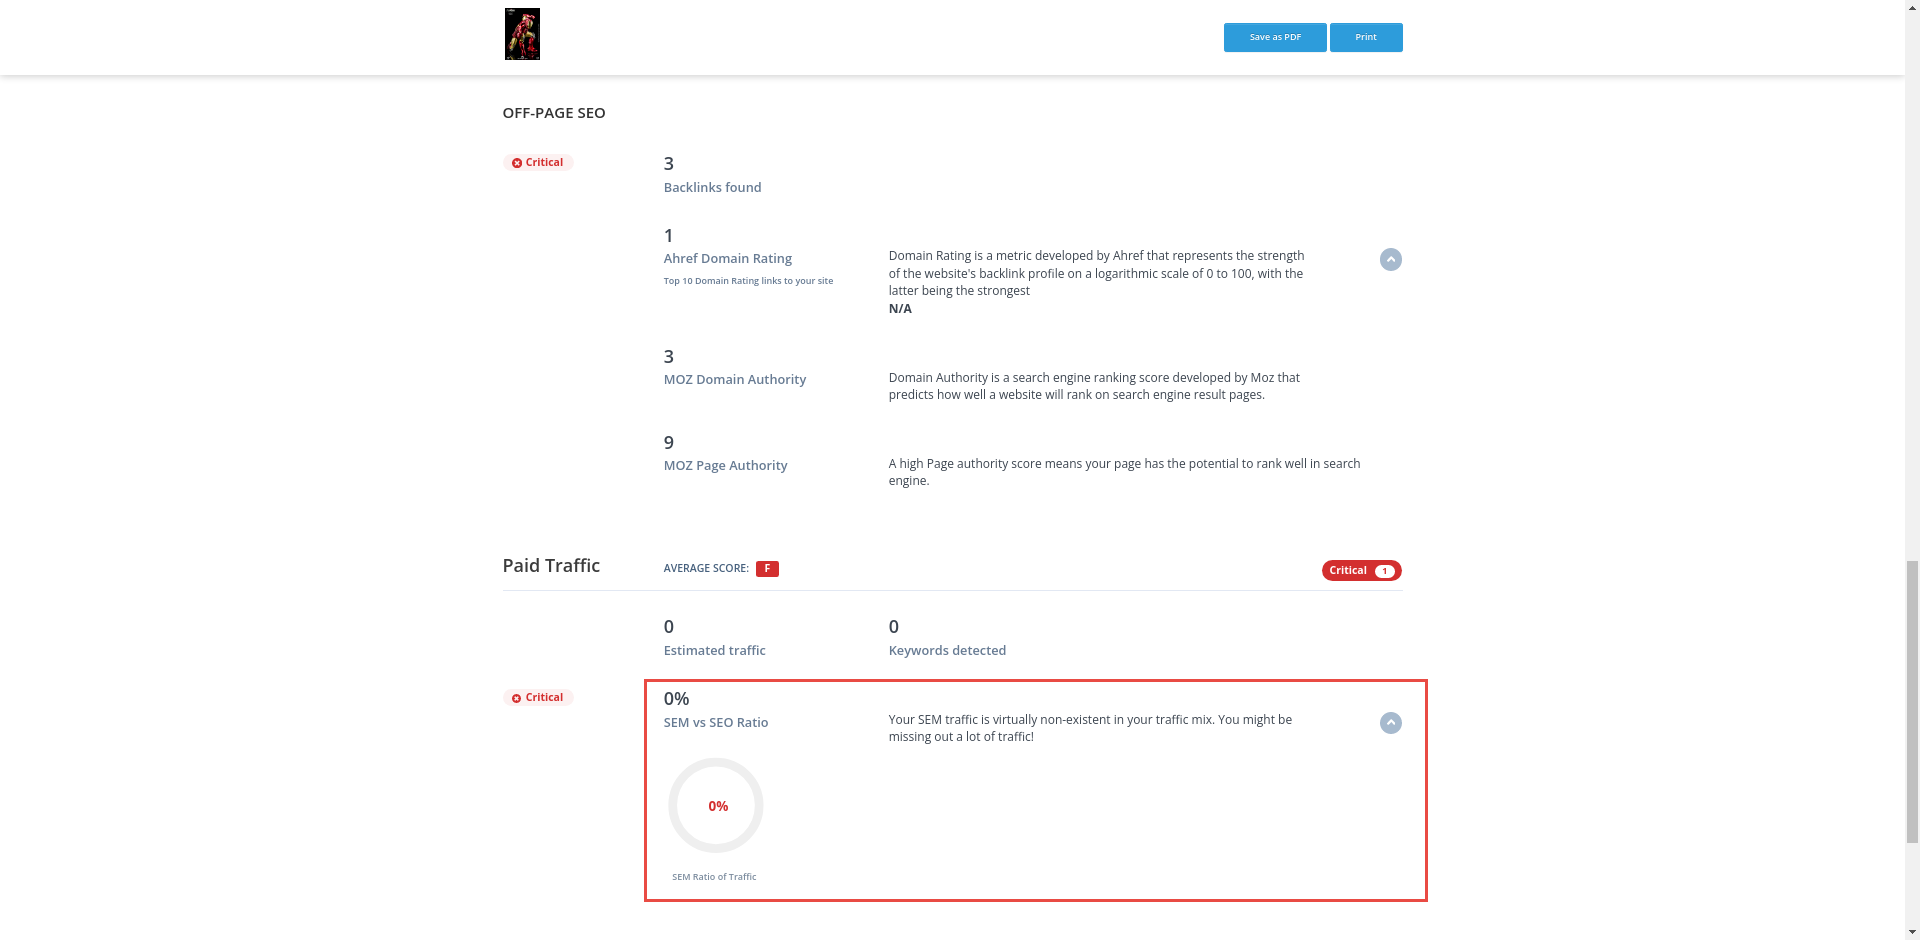 Save as PDF
Print
OFF-PAGE SEO
Critical
3
Backlinks found
1
Ahref Domain Rating
Top 10 Domain Rating links to your site
Domain Rating is a metric developed by Ahref that represents the strength
of the website's backlink profile on a logarithmic scale of 0 to 100, with the
latter being the strongest
N/A
3
MOZ Domain Authority
Domain Authority is a search engine ranking score developed by Moz that
predicts how well a website will rank on search engine result pages.
9
MOZ Page Authority
A high Page authority score means your page has the potential to rank well in search
engine.
Paid Traffic
AVERAGE SCORE: F
Critical 1
0
Estimated traffic
0
Keywords detected
Critical
0%
SEM vs SEO Ratio
Your SEM traffic is virtually non-existent in your traffic mix. You might be
missing out a lot of traffic!
0%
SEM Ratio of Traffic